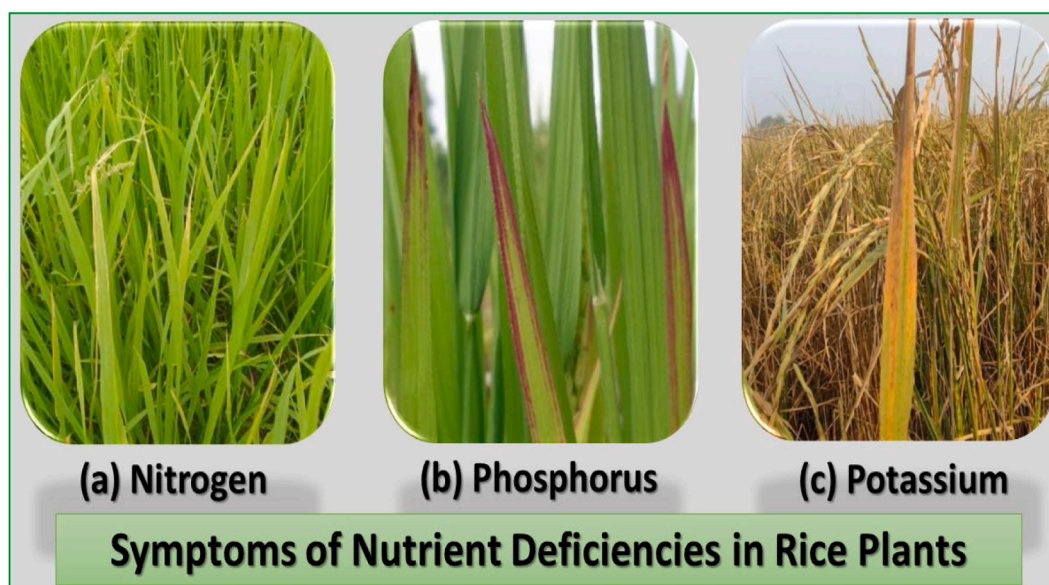 (a) Nitrogen
(b) Phosphorus
(c) Potassium
Symptoms of Nutrient Deficiencies in Rice Plants